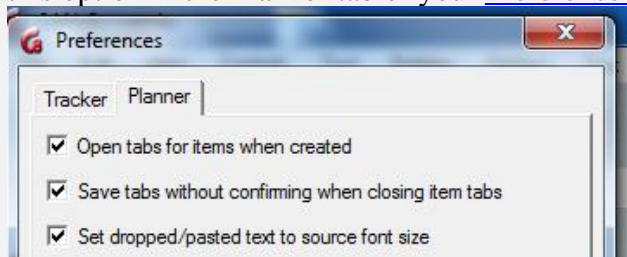 Preferences
Tracker Planner
Open tabs for items when created
Save tabs without confirming when closing item tabs
Set dropped/pasted text to source font size